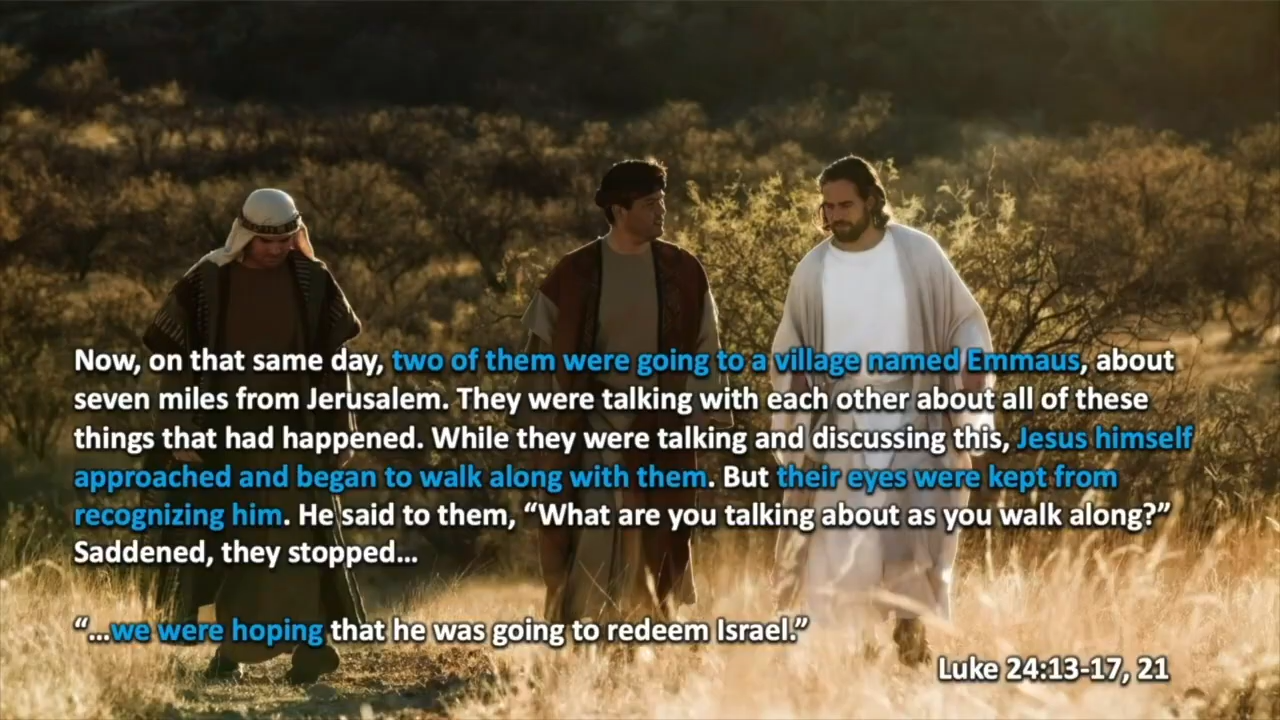 Now, on that same day, two of them were going to a village named Emmaus, about
seven miles from Jerusalem. They were talking with each other about all of these
things that had happened. While they were talking and discussing this, Jesus himself
approached and began to walk along with them. But their eyes were kept from
recognizing him. He said to them, “What are you talking about as you walk along?”
Saddened, they stopped...
“...we were hoping that he was going to redeem Israel.”
Luke 24:13-17, 21